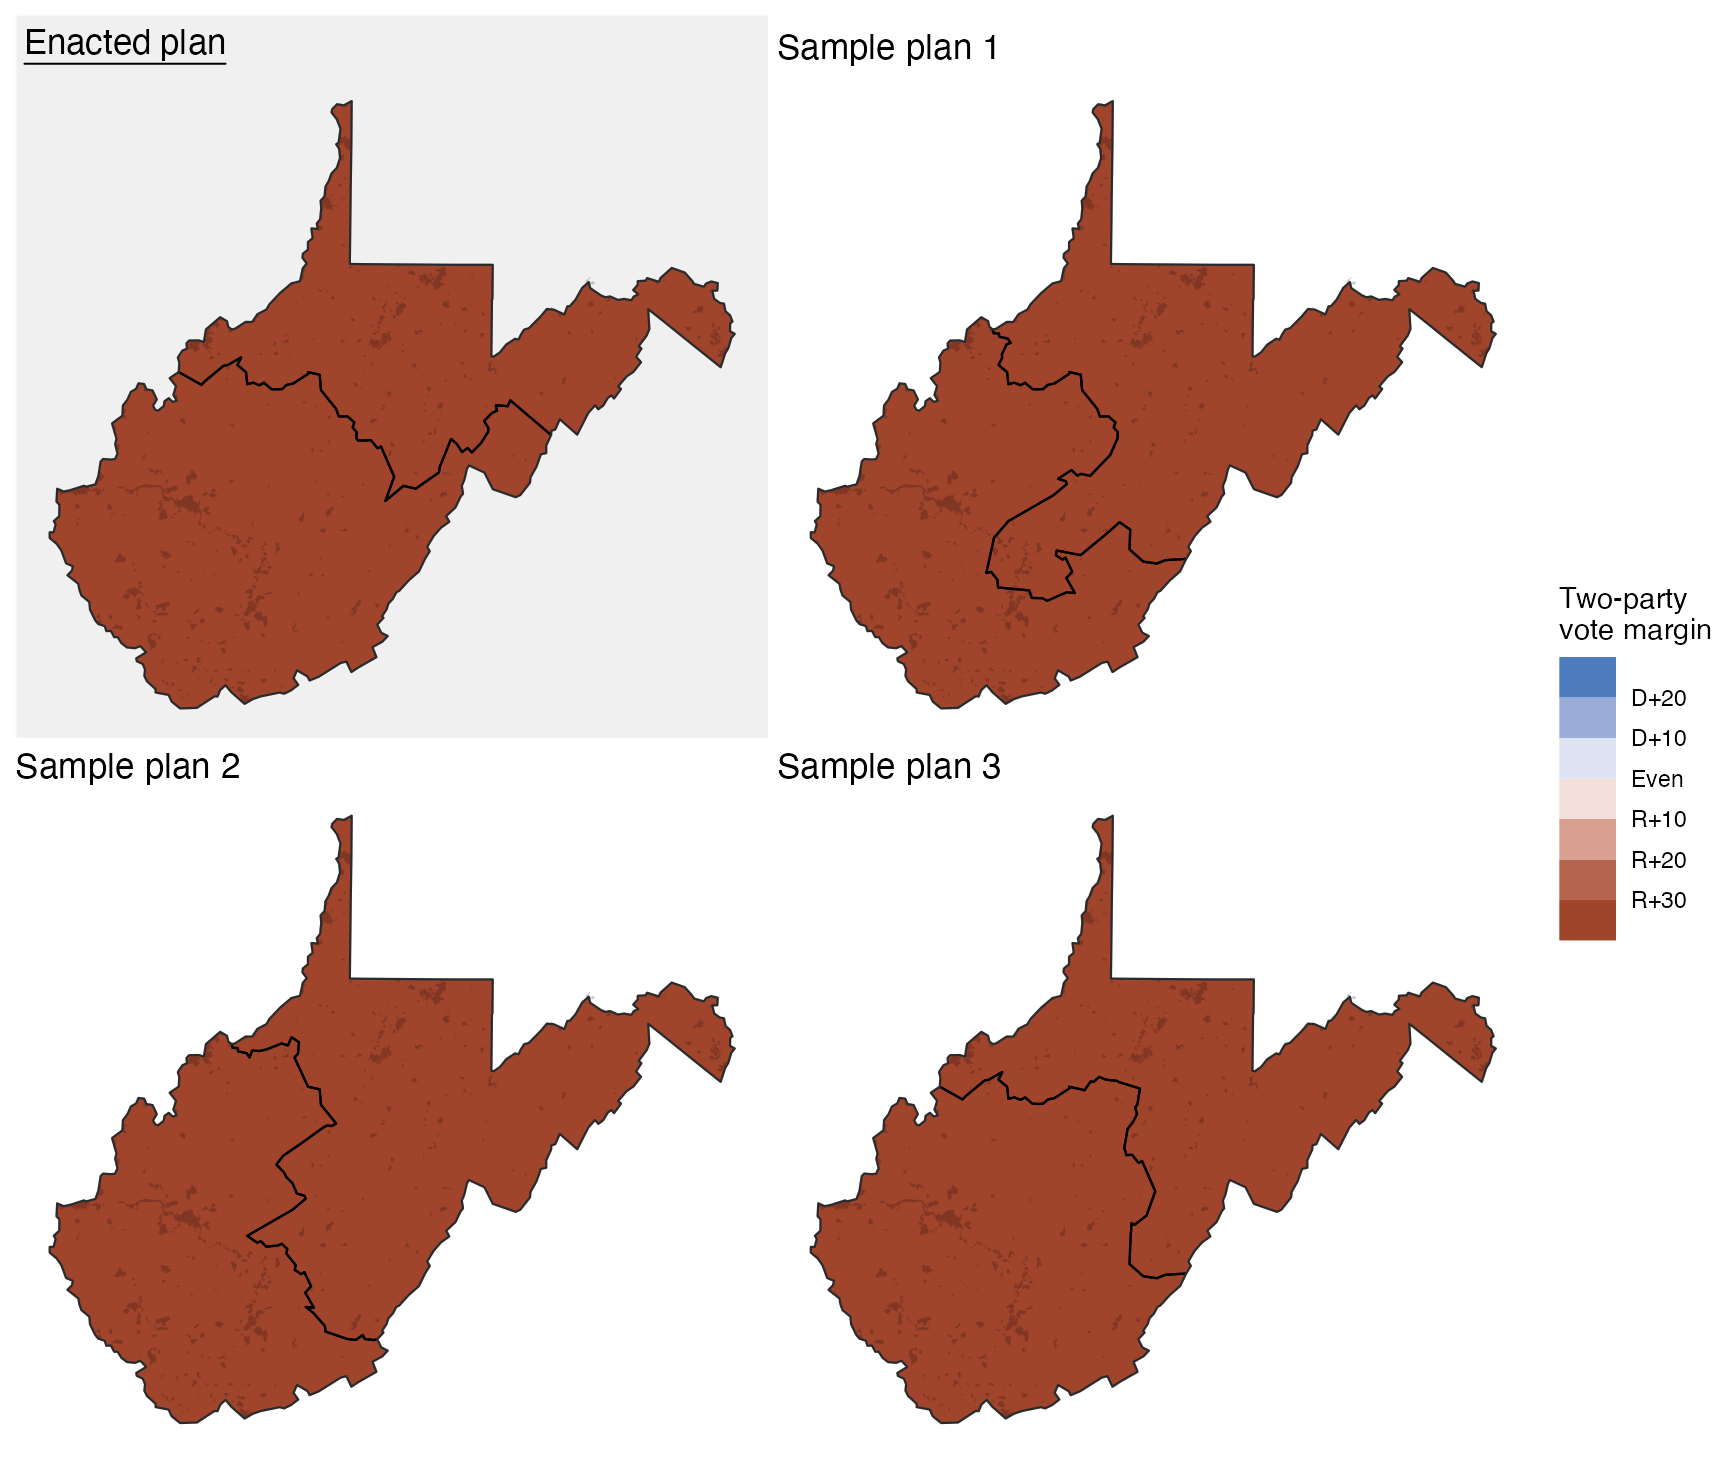 Enacted plan
Sample plan 1
Sample plan 2
Sample plan 3
Two-party
vote margin
D+20
D+10
Even
R+10
R+20
R+30